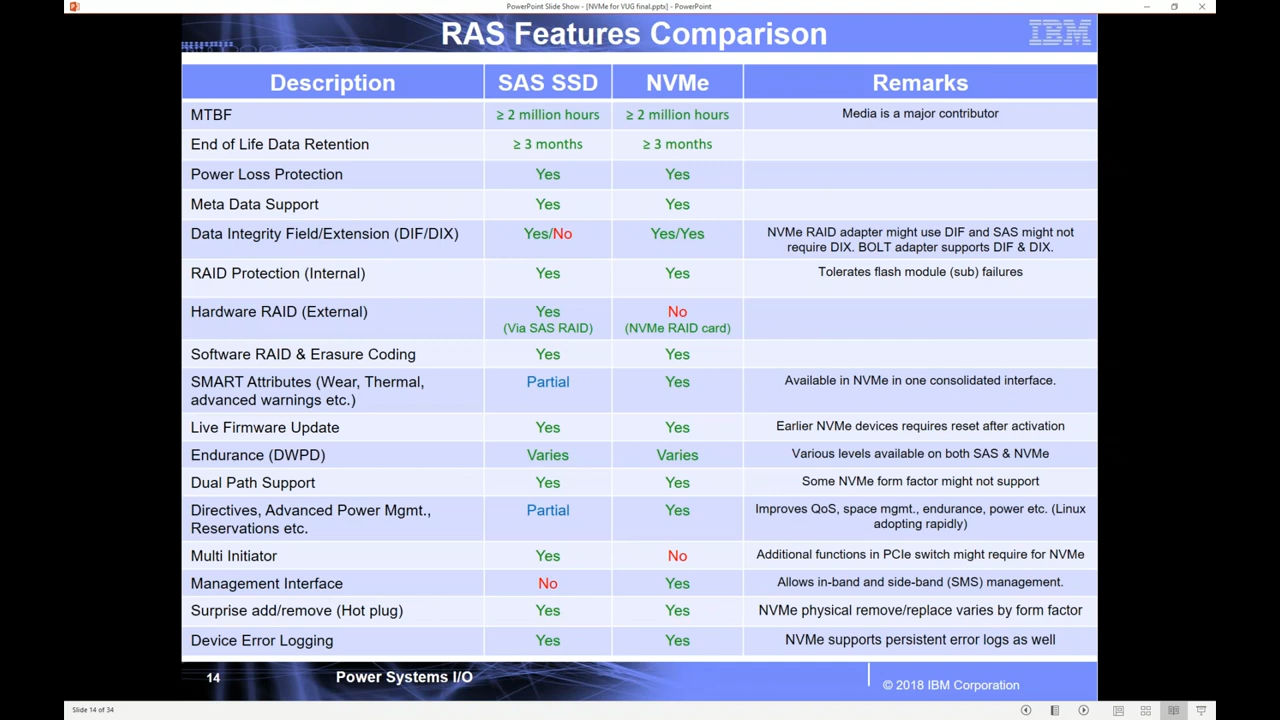 PowerPoint Slide Show - [NVMe for VUG final.pptx] - PowerPoint
RAS Features Comparison
IBM
Description SAS SSD NVMe Remarks
MTBF ≥ 2 million hours ≥ 2 million hours Media is a major contributor
End of Life Data Retention ≥ 3 months ≥ 3 months
Power Loss Protection Yes Yes
Meta Data Support Yes Yes
Data Integrity Field/Extension (DIF/DIX) Yes/No Yes/Yes NVMe RAID adapter might use DIF and SAS might not
require DIX. BOLT adapter supports DIF & DIX.
RAID Protection (Internal) Yes Yes Tolerates flash module (sub) failures
Hardware RAID (External) Yes No
(Via SAS RAID) (NVMe RAID card)
Software RAID & Erasure Coding Yes Yes
SMART Attributes (Wear, Thermal, Partial Yes Available in NVMe in one consolidated interface.
advanced warnings etc.)
Live Firmware Update Yes Yes Earlier NVMe devices requires reset after activation
Endurance (DWPD) Varies Varies Various levels available on both SAS & NVMe
Dual Path Support Yes Yes Some NVMe form factor might not support
Directives, Advanced Power Mgmt., Partial Yes Improves QoS, space mgmt., endurance, power etc. (Linux
Reservations etc. adopting rapidly)
Multi Initiator Yes No Additional functions in PCIe switch might require for NVMe
Management Interface No Yes Allows in-band and side-band (SMS) management.
Surprise add/remove (Hot plug) Yes Yes NVMe physical remove/replace varies by form factor
Device Error Logging Yes Yes NVMe supports persistent error logs as well
14 Power Systems I/O © 2018 IBM Corporation
Slide 14 of 34